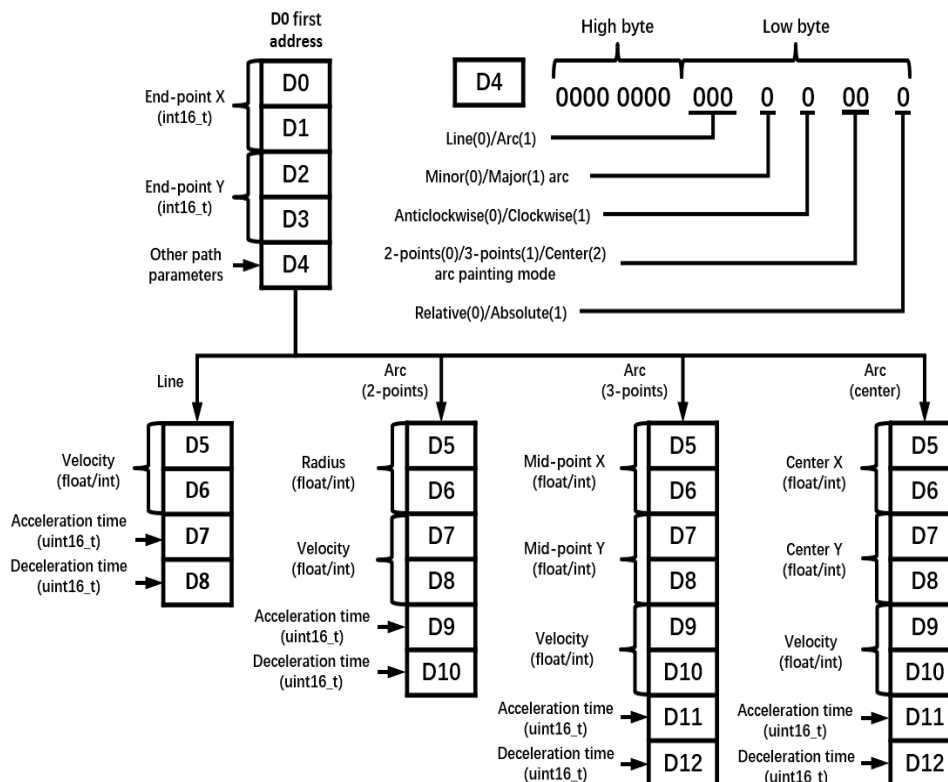 D0 first
address
D0
D1
D2
D3
D4
End-point X
(int16_t)
End-point Y
(int16_t)
Other path
parameters
High byte
Low byte
D4
0000 0000 000 0 0 00 0
Line(0)/Arc(1)
Minor(0)/Major(1) arc
Anticlockwise(0)/Clockwise(1)
2-points(0)/3-points(1)/Center(2)
arc painting mode
Relative(0)/Absolute(1)
Line
D5
D6
D7
D8
Velocity
(float/int)
Acceleration time
(uint16_t)
Deceleration time
(uint16_t)
Arc
(2-points)
D5
D6
D7
D8
D9
D10
Radius
(float/int)
Velocity
(float/int)
Acceleration time
(uint16_t)
Deceleration time
(uint16_t)
Arc
(3-points)
D5
D6
D7
D8
D9
D10
D11
D12
Mid-point X
(float/int)
Mid-point Y
(float/int)
Velocity
(float/int)
Acceleration time
(uint16_t)
Deceleration time
(uint16_t)
Arc
(center)
D5
D6
D7
D8
D9
D10
D11
D12
Center X
(float/int)
Center Y
(float/int)
Velocity
(float/int)
Acceleration time
(uint16_t)
Deceleration time
(uint16_t)